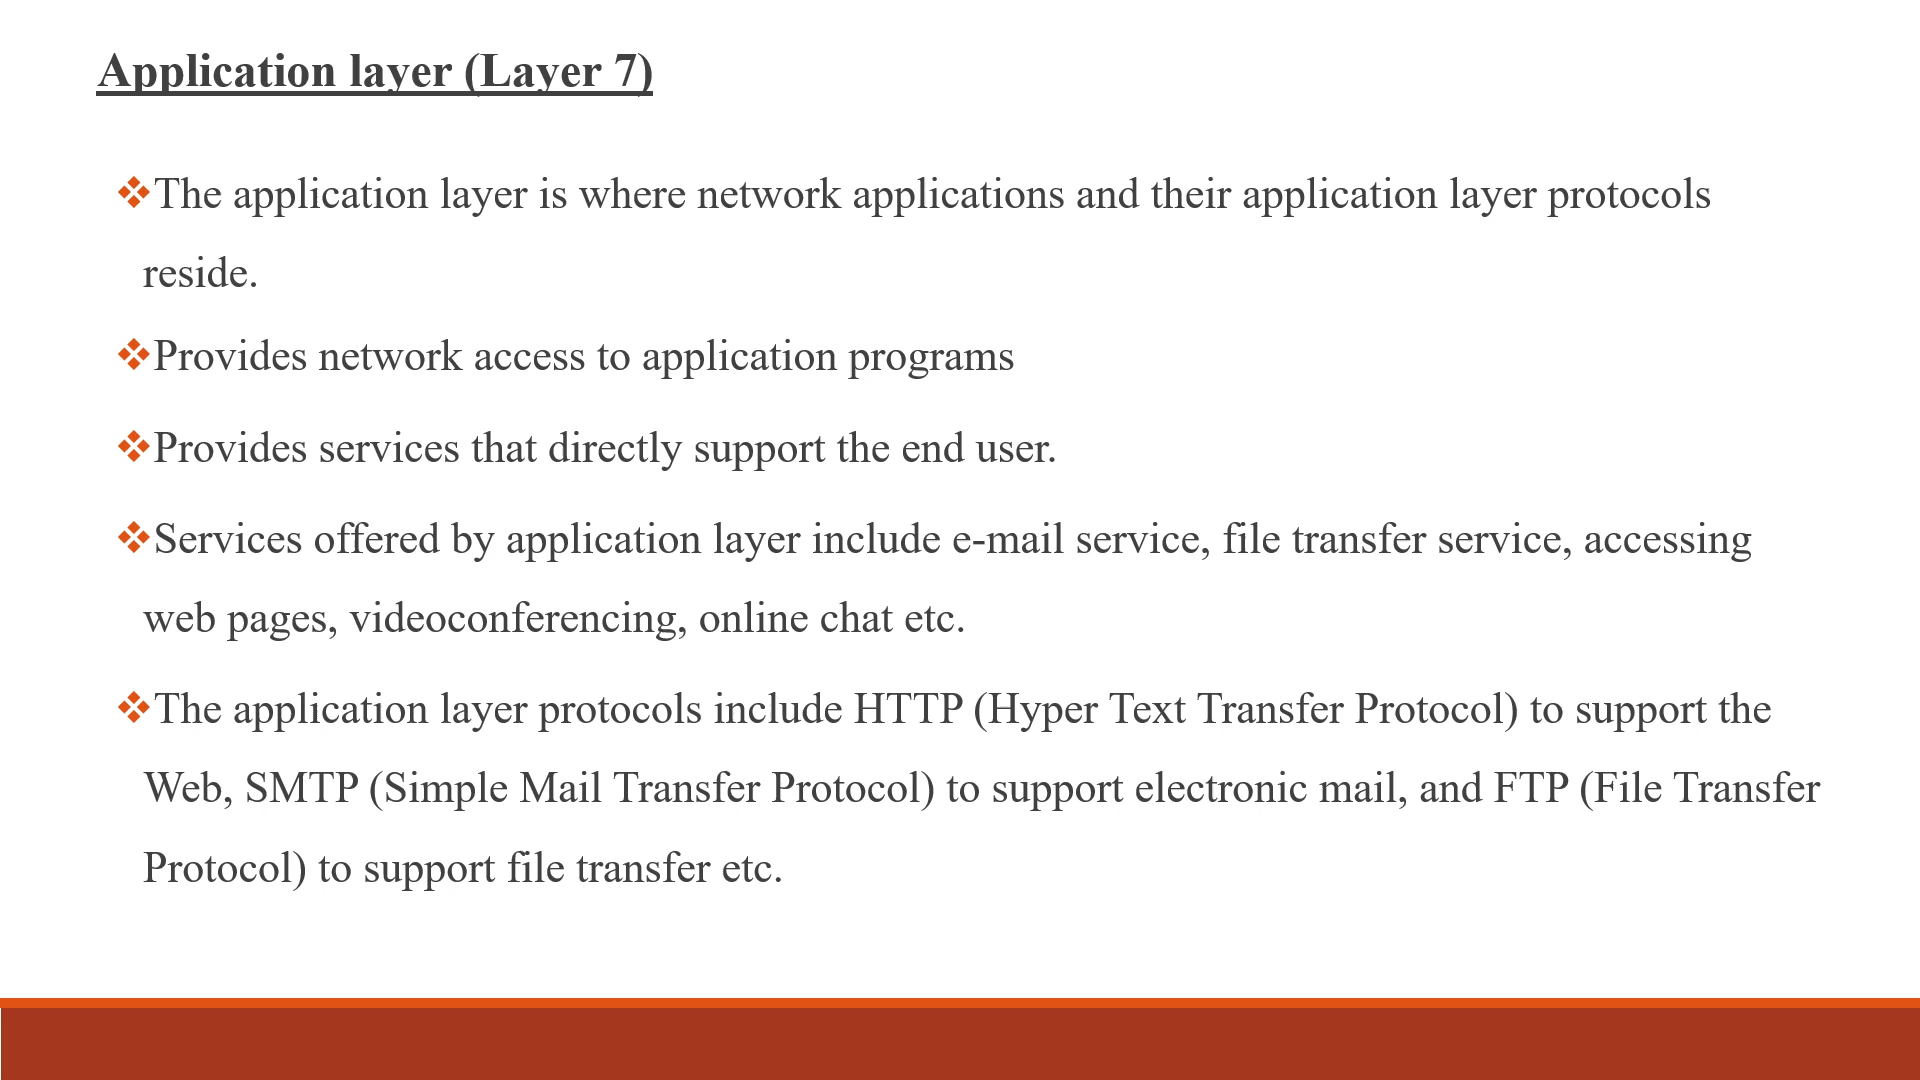 Application layer (Layer 7)
❖The application layer is where network applications and their application layer protocols
reside.
❖Provides network access to application programs
❖Provides services that directly support the end user.
❖Services offered by application layer include e-mail service, file transfer service, accessing
web pages, videoconferencing, online chat etc.
❖The application layer protocols include HTTP (Hyper Text Transfer Protocol) to support the
Web, SMTP (Simple Mail Transfer Protocol) to support electronic mail, and FTP (File Transfer
Protocol) to support file transfer etc.